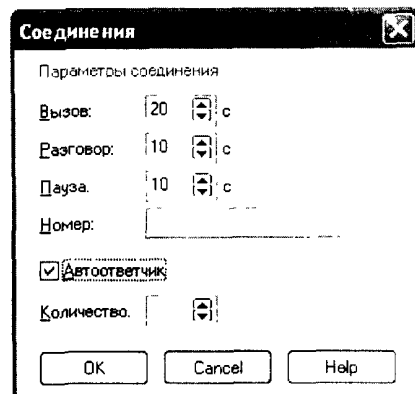 Соединения
Параметры соединения
Вызов: 20 с
Разговор: 10 с
Пауза. 10 с
Номер:
Автоответчик
Количество.
OK Cancel Help